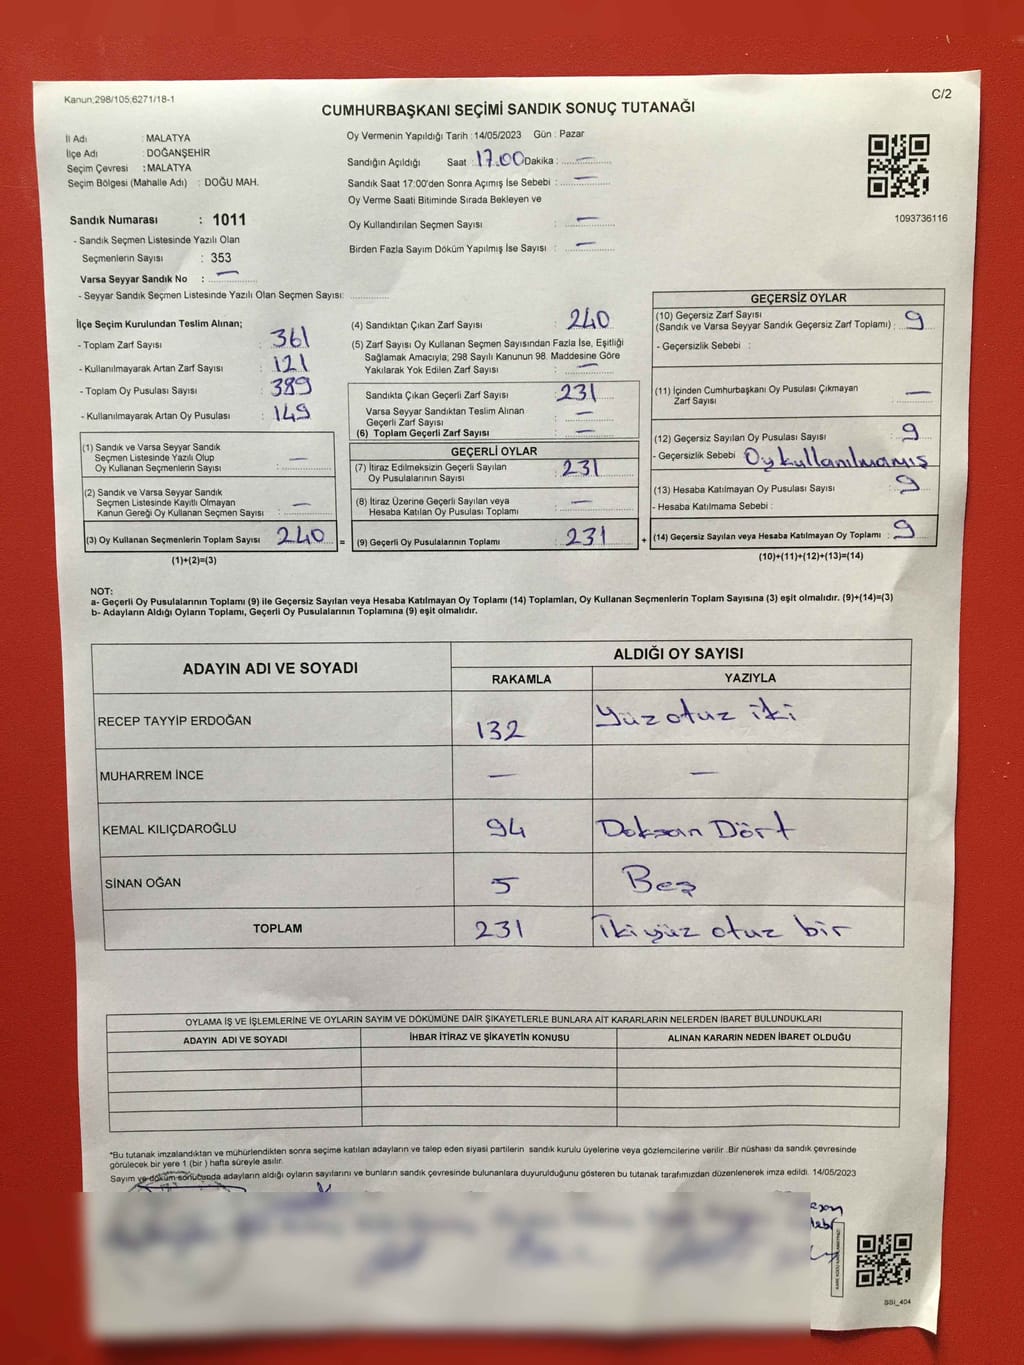 Kanun;298/105;6271/18-1
C/2
CUMHURBAŞKANI SEÇİMİ SANDIK SONUÇ TUTANAĞI
İl Adı : MALATYA
İlçe Adı : DOĞANŞEHİR
Seçim Çevresi : MALATYA
Seçim Bölgesi (Mahalle Adı) : DOĞU MAH.
Oy Vermenin Yapıldığı Tarih : 14/05/2023 Gün : Pazar
Sandığın Açıldığı Saat : 17.00 Dakika : —
Sandık Saat 17:00'den Sonra Açımış İse Sebebi : —
Oy Verme Saati Bitiminde Sırada Bekleyen ve
Oy Kullandırılan Seçmen Sayısı : —
Birden Fazla Sayım Döküm Yapılmış İse Sayısı : —
1093736116
Sandık Numarası : 1011
- Sandık Seçmen Listesinde Yazılı Olan
Seçmenlerin Sayısı : 353
Varsa Seyyar Sandık No : —
- Seyyar Sandık Seçmen Listesinde Yazılı Olan Seçmen Sayısı:
İlçe Seçim Kurulundan Teslim Alınan;
- Toplam Zarf Sayısı : 361
- Kullanılmayarak Artan Zarf Sayısı : 121
- Toplam Oy Pusulası Sayısı : 389
- Kullanılmayarak Artan Oy Pusulası : 149
(1) Sandık ve Varsa Seyyar Sandık
Seçmen Listesinde Yazılı Olup
Oy Kullanan Seçmenlerin Sayısı : —
(2) Sandık ve Varsa Seyyar Sandık
Seçmen Listesinde Kayıtlı Olmayan
Kanun Gereği Oy Kullanan Seçmen Sayısı : —
(3) Oy Kullanan Seçmenlerin Toplam Sayısı : 240 =
(1)+(2)=(3)
(4) Sandıktan Çıkan Zarf Sayısı : 240
(5) Zarf Sayısı Oy Kullanan Seçmen Sayısından Fazla İse, Eşitliği
Sağlamak Amacıyla; 298 Sayılı Kanunun 98. Maddesine Göre
Yakılarak Yok Edilen Zarf Sayısı : —
Sandıkta Çıkan Geçerli Zarf Sayısı : 231
Varsa Seyyar Sandıktan Teslim Alınan
Geçerli Zarf Sayısı : —
(6) Toplam Geçerli Zarf Sayısı : —
GEÇERLİ OYLAR
(7) İtiraz Edilmeksizin Geçerli Sayılan
Oy Pusulalarının Sayısı : 231
(8) İtiraz Üzerine Geçerli Sayılan veya
Hesaba Katılan Oy Pusulası Toplamı : —
(9) Geçerli Oy Pusulalarının Toplamı : 231 +
GEÇERSİZ OYLAR
(10) Geçersiz Zarf Sayısı
(Sandık ve Varsa Seyyar Sandık Geçersiz Zarf Toplamı) : 9
- Geçersizlik Sebebi :
(11) İçinden Cumhurbaşkanı Oy Pusulası Çıkmayan
Zarf Sayısı : —
(12) Geçersiz Sayılan Oy Pusulası Sayısı : 9
- Geçersizlik Sebebi Oy kullanılmamış
(13) Hesaba Katılmayan Oy Pusulası Sayısı : 9
- Hesaba Katılmama Sebebi :
(14) Geçersiz Sayılan veya Hesaba Katılmayan Oy Toplamı : 9
(10)+(11)+(12)+(13)=(14)
NOT:
a- Geçerli Oy Pusulalarının Toplamı (9) ile Geçersiz Sayılan veya Hesaba Katılmayan Oy Toplamı (14) Toplamları, Oy Kullanan Seçmenlerin Toplam Sayısına (3) eşit olmalıdır. (9)+(14)=(3)
b- Adayların Aldığı Oyların Toplamı, Geçerli Oy Pusulalarının Toplamına (9) eşit olmalıdır.
ADAYIN ADI VE SOYADI
ALDIĞI OY SAYISI
RAKAMLA YAZIYLA
RECEP TAYYİP ERDOĞAN 132 Yüz otuz iki
MUHARREM İNCE — —
KEMAL KILIÇDAROĞLU 94 Doksan Dört
SİNAN OĞAN 5 Beş
TOPLAM 231 İki yüz otuz bir
OYLAMA İŞ VE İŞLEMLERİNE VE OYLARIN SAYIM VE DÖKÜMÜNE DAİR ŞİKAYETLERLE BUNLARA AİT KARARLARIN NELERDEN İBARET BULUNDUKLARI
ADAYIN ADI VE SOYADI İHBAR İTİRAZ VE ŞİKAYETİN KONUSU ALINAN KARARIN NEDEN İBARET OLDUĞU
*Bu tutanak imzalandıktan ve mühürlendikten sonra seçime katılan adayların ve talep eden siyasi partilerin sandık kurulu üyelerine veya gözlemcilerine verilir .Bir nüshası da sandık çevresinde
görülecek bir yere 1 (bir ) hafta süreyle asılır.
Sayım ve döküm sonucunda adayların aldığı oyların sayılarını ve bunların sandık çevresinde bulunanlara duyurulduğunu gösteren bu tutanak tarafımızdan düzenlenerek imza edildi. 14/05/2023
SSİ_404